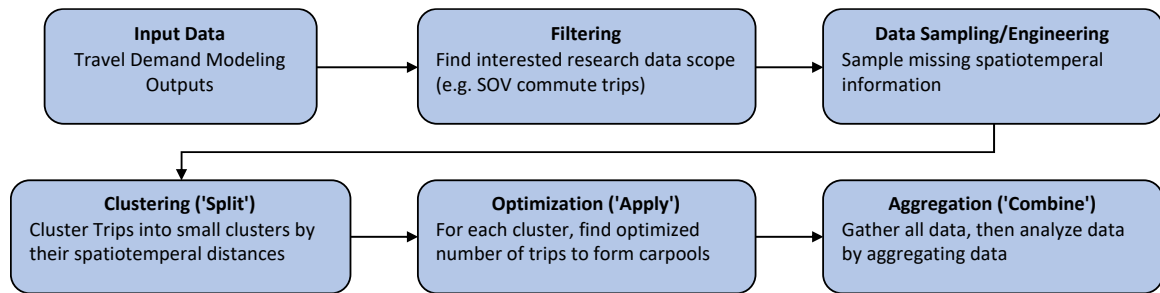 Input Data
Travel Demand Modeling
Outputs
Filtering
Find interested research data scope
(e.g. SOV commute trips)
Data Sampling/Engineering
Sample missing spatiotemporal
information
Clustering ('Split')
Cluster Trips into small clusters by
their spatiotemporal distances
Optimization ('Apply')
For each cluster, find optimized
number of trips to form carpools
Aggregation ('Combine')
Gather all data, then analyze data
by aggregating data